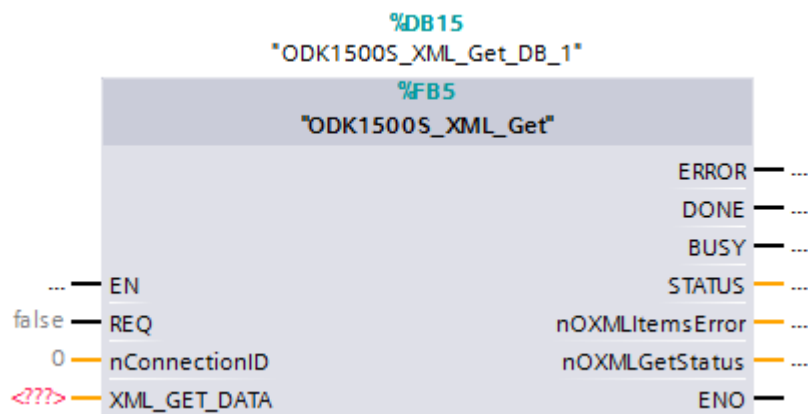 %DB15
"ODK1500S_XML_Get_DB_1"
%FB5
"ODK1500S_XML_Get"
ERROR ...
DONE ...
BUSY ...
... EN STATUS ...
false REQ nOXMLItemsError ...
0 nConnectionID nOXMLGetStatus ...
<???> XML_GET_DATA ENO